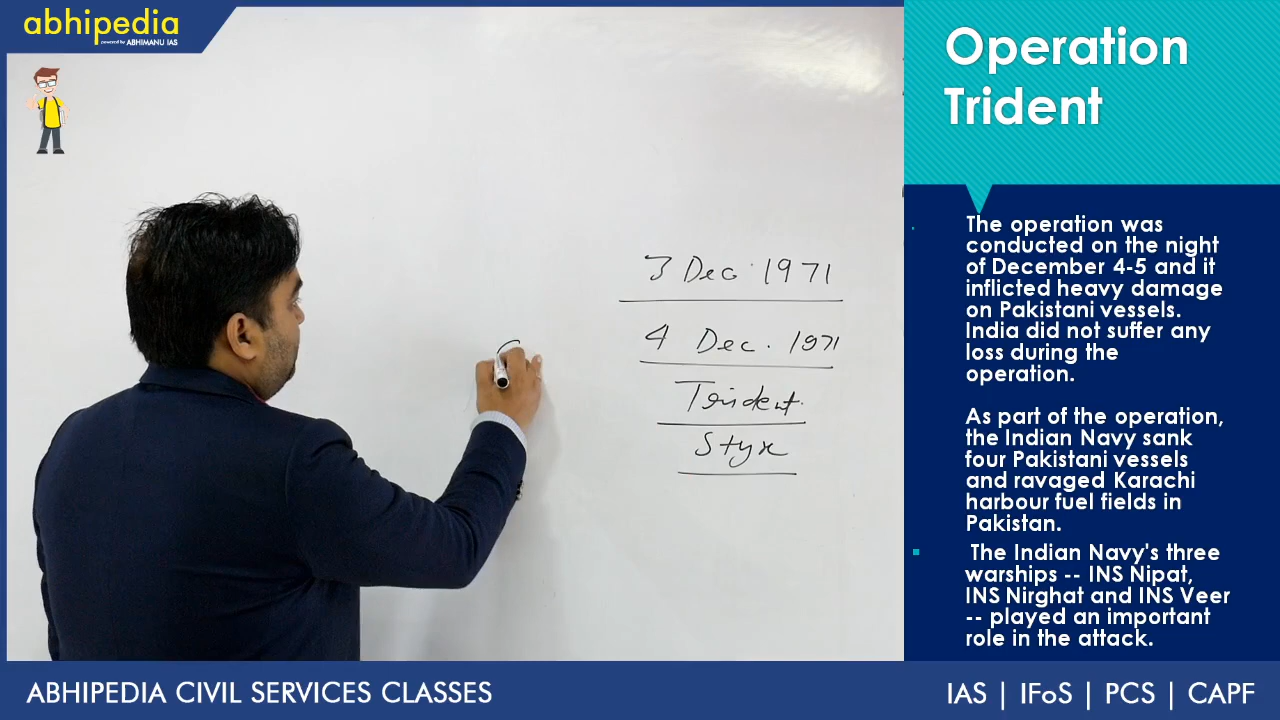 abhipedia
powered by ABHIMANU IAS
3 Dec. 1971
4 Dec. 1971
Trident.
Styx
Operation
Trident
The operation was
conducted on the night
of December 4-5 and it
inflicted heavy damage
on Pakistani vessels.
India did not suffer any
loss during the
operation.
As part of the operation,
the Indian Navy sank
four Pakistani vessels
and ravaged Karachi
harbour fuel fields in
Pakistan.
The Indian Navy's three
warships -- INS Nipat,
INS Nirghat and INS Veer
-- played an important
role in the attack.
ABHIPEDIA CIVIL SERVICES CLASSES
IAS | IFoS | PCS | CAPF